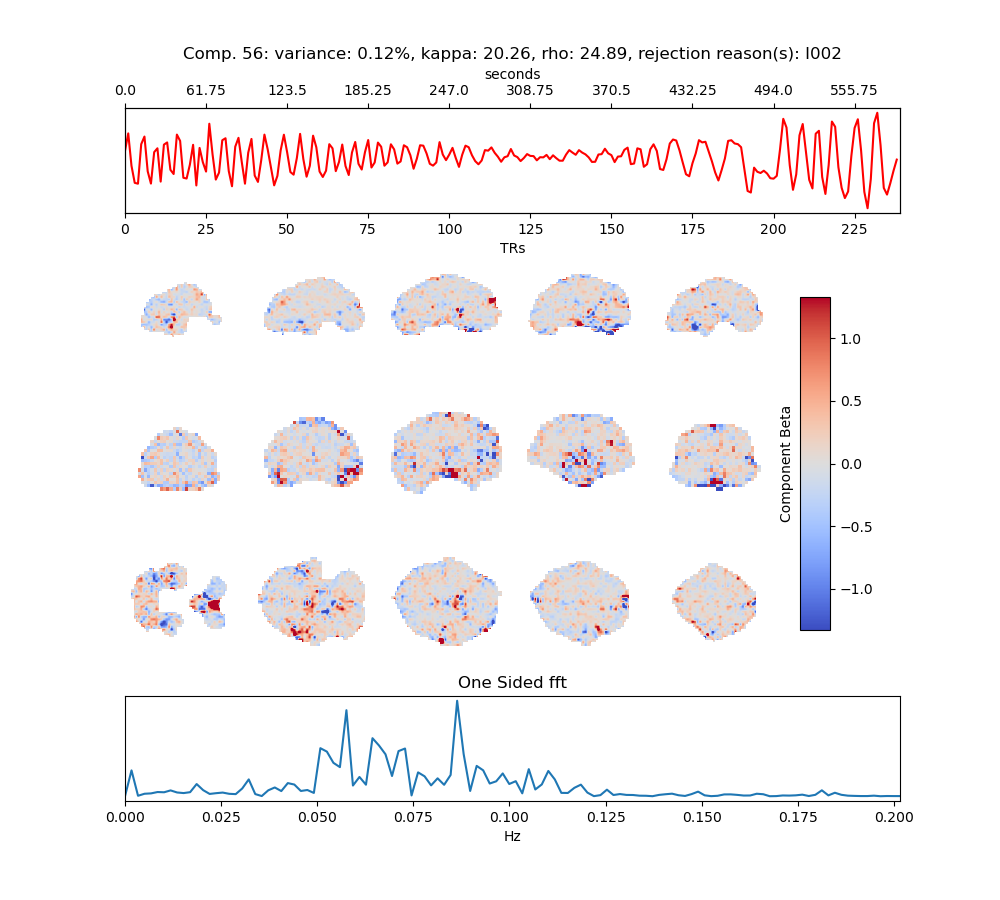 Comp. 56: variance: 0.12%, kappa: 20.26, rho: 24.89, rejection reason(s): I002
seconds
0.0 61.75 123.5 185.25 247.0 308.75 370.5 432.25 494.0 555.75
0 25 50 75 100 125 150 175 200 225
TRs
1.0
0.5
0.0
−0.5
−1.0
Component Beta
One Sided fft
0.000 0.025 0.050 0.075 0.100 0.125 0.150 0.175 0.200
Hz